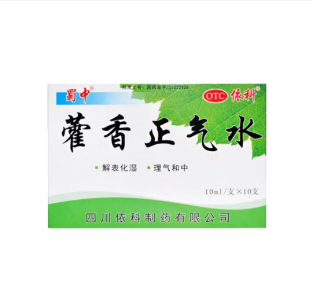 蜀中®
OTC 依科®
藿香正气水
·解表化湿 ·理气和中
10ml/支×10支
四川依科制药有限公司